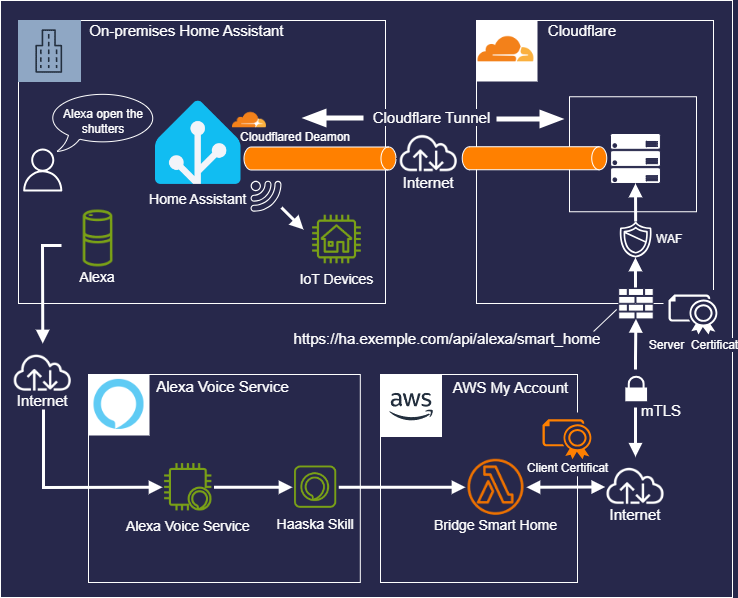 On-premises Home Assistant
Cloudflare
Alexa open the
shutters
Cloudflare Tunnel
Cloudflared Deamon
Internet
Home Assistant
WAF
Alexa
IoT Devices
https://ha.exemple.com/api/alexa/smart_home
Server Certificat
Internet
Alexa Voice Service
aws
AWS My Account
mTLS
Client Certificat
Alexa Voice Service
Haaska Skill
Bridge Smart Home
Internet